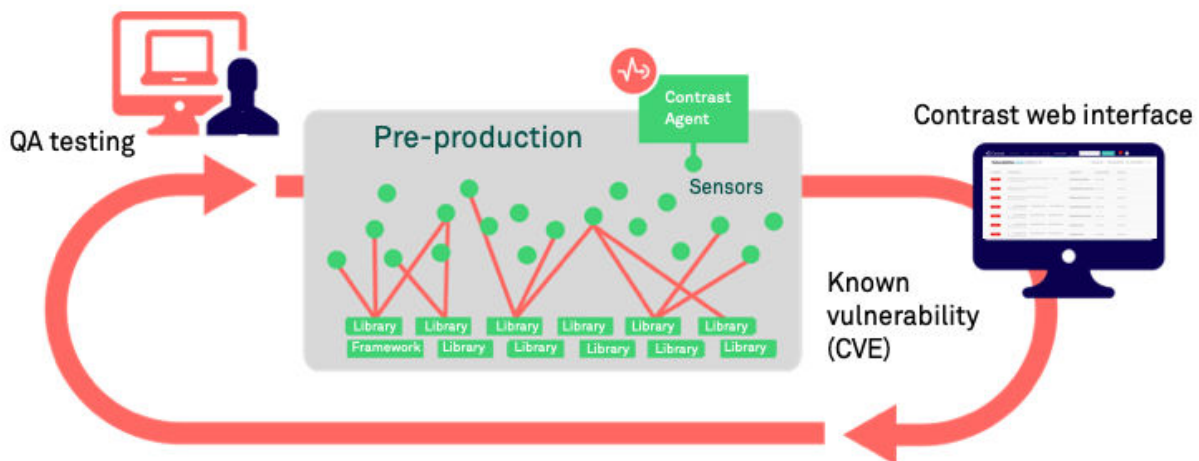 QA testing
Pre-production
Contrast
Agent
Sensors
Library
Library
Library
Library
Library
Library
Framework
Library
Library
Library
Library
Library
Contrast web interface
Known
vulnerability
(CVE)